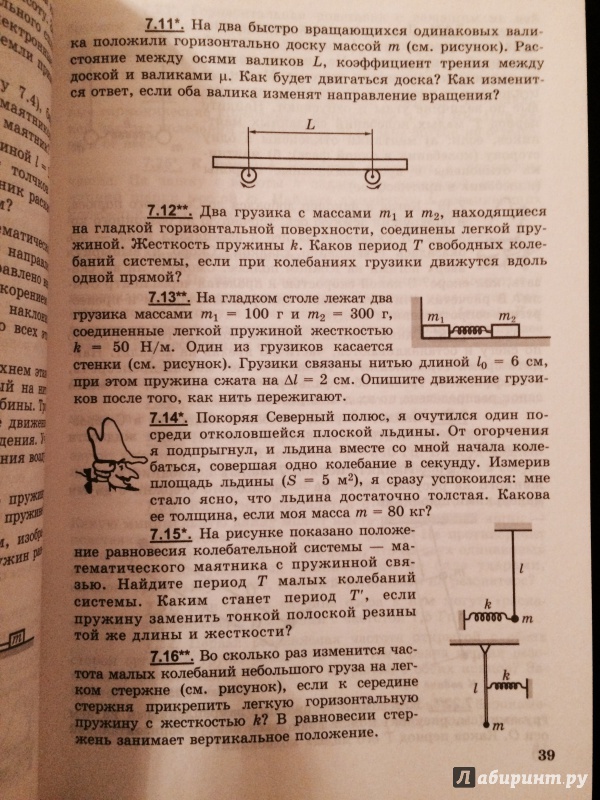 7.11*. На два быстро вращающихся одинаковых вали-
ка положили горизонтально доску массой m (см. рисунок). Рас-
стояние между осями валиков L, коэффициент трения между
доской и валиками μ. Как будет двигаться доска? Как изменит-
ся ответ, если оба валика изменят направление вращения?
L
7.12**. Два грузика с массами m₁ и m₂, находящиеся
на гладкой горизонтальной поверхности, соединены легкой пру-
жиной. Жесткость пружины k. Каков период T свободных коле-
баний системы, если при колебаниях грузики движутся вдоль
одной прямой?
7.13**. На гладком столе лежат два
грузика массами m₁ = 100 г и m₂ = 300 г,
соединенные легкой пружиной жесткостью
k = 50 Н/м. Один из грузиков касается
стенки (см. рисунок). Грузики связаны нитью длиной l₀ = 6 см,
при этом пружина сжата на Δl = 2 см. Опишите движение грузи-
ков после того, как нить пережигают.
m₁ m₂
7.14*. Покоряя Северный полюс, я очутился один по-
среди отколовшейся плоской льдины. От огорчения
я подпрыгнул, и льдина вместе со мной начала коле-
баться, совершая одно колебание в секунду. Измерив
площадь льдины (S = 5 м²), я сразу успокоился: мне
стало ясно, что льдина достаточно толстая. Какова
ее толщина, если моя масса m = 80 кг?
7.15*. На рисунке показано положе-
ние равновесия колебательной системы — ма-
тематического маятника с пружинной свя-
зью. Найдите период T малых колебаний
системы. Каким станет период T', если
пружину заменить тонкой полоской резины
той же длины и жесткости?
l
k
m
7.16**. Во сколько раз изменится час-
тота малых колебаний небольшого груза на лег-
ком стержне (см. рисунок), если к середине
стержня прикрепить легкую горизонтальную
пружину с жесткостью k? В равновесии стер-
жень занимает вертикальное положение.
l
k
m
39
Лабиринт.ру